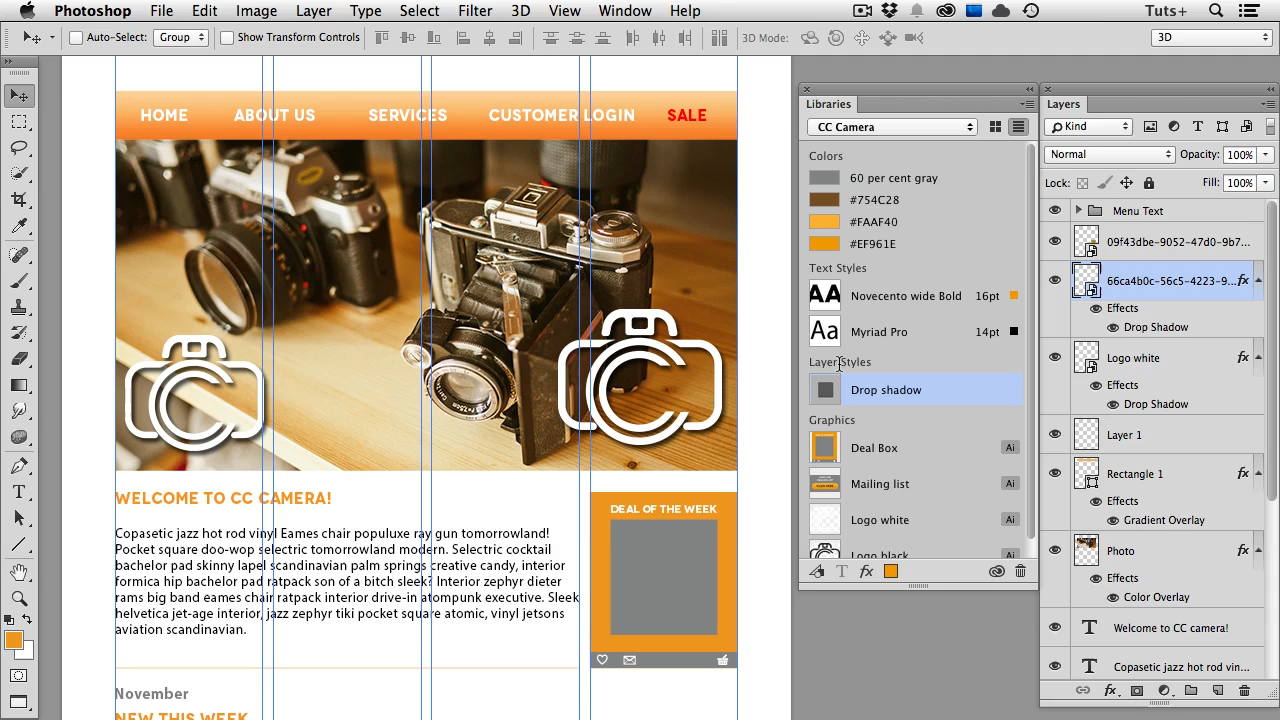 Photoshop File Edit Image Layer Type Select Filter 3D View Window Help Tuts+
Auto-Select: Group Show Transform Controls 3D Mode: 3D
HOME ABOUT US SERVICES CUSTOMER LOGIN SALE
WELCOME TO CC CAMERA!
Copasetic jazz hot rod vinyl Eames chair populuxe ray gun tomorrowland!
Pocket square doo-wop selectric tomorrowland modern. Selectric cocktail
bachelor pad skinny lapel scandinavian palm springs creative candy, interior
formica hip bachelor pad ratpack son of a bitch sleek? Interior zephyr dieter
rams big band eames chair ratpack interior drive-in atompunk executive. Sleek
helvetica jet-age interior, jazz zephyr tiki pocket square atomic, vinyl jetsons
aviation scandinavian.
DEAL OF THE WEEK
November
NEW THIS WEEK
Libraries
CC Camera
Colors
60 per cent gray
#754C28
#FAAF40
#EF961E
Text Styles
AA Novecento wide Bold 16pt
Aa Myriad Pro 14pt
Layer Styles
Drop shadow
Graphics
Deal Box Ai
Mailing list Ai
Logo white Ai
Logo black Ai
T fx
Layers
Kind
Normal Opacity: 100%
Lock: Fill: 100%
Menu Text
09f43dbe-9052-47d0-9b7...
66ca4b0c-56c5-4223-9... fx
Effects
Drop Shadow
Logo white fx
Effects
Drop Shadow
Layer 1
Rectangle 1 fx
Effects
Gradient Overlay
Photo fx
Effects
Color Overlay
T Welcome to CC camera!
T Copasetic jazz hot rod vin...
fx